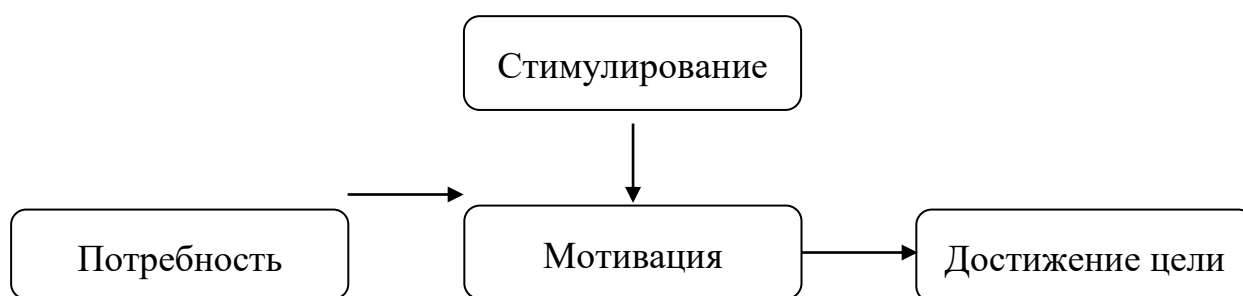 Стимулирование
Потребность
Мотивация
Достижение цели